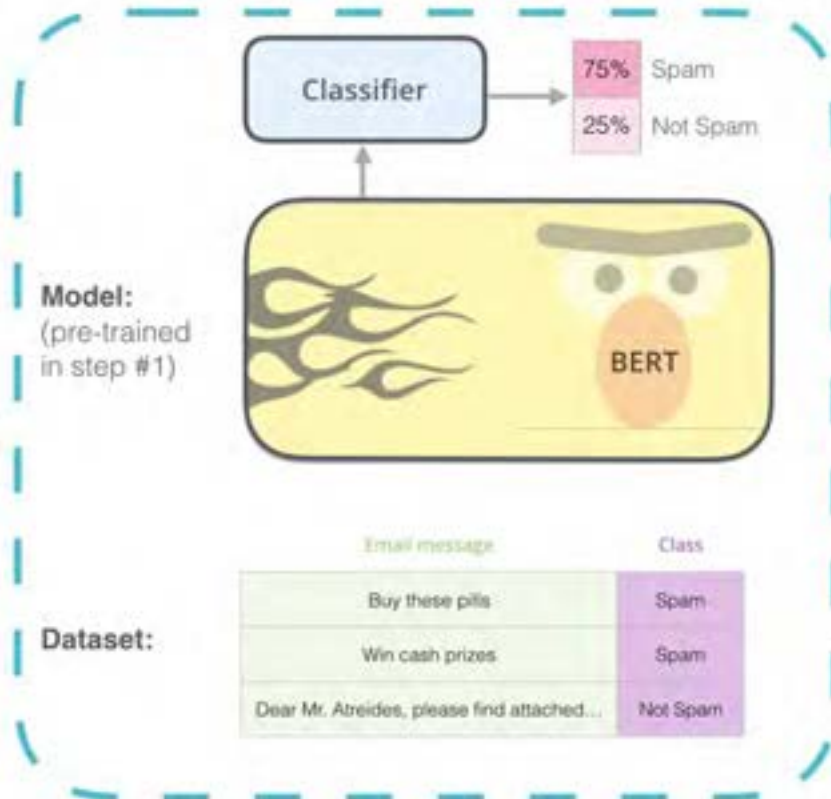 Classifier
75% Spam
25% Not Spam
Model:
(pre-trained
in step #1)
BERT
Email message Class
Buy these pills Spam
Dataset:
Win cash prizes Spam
Dear Mr. Atreides, please find attached... Not Spam